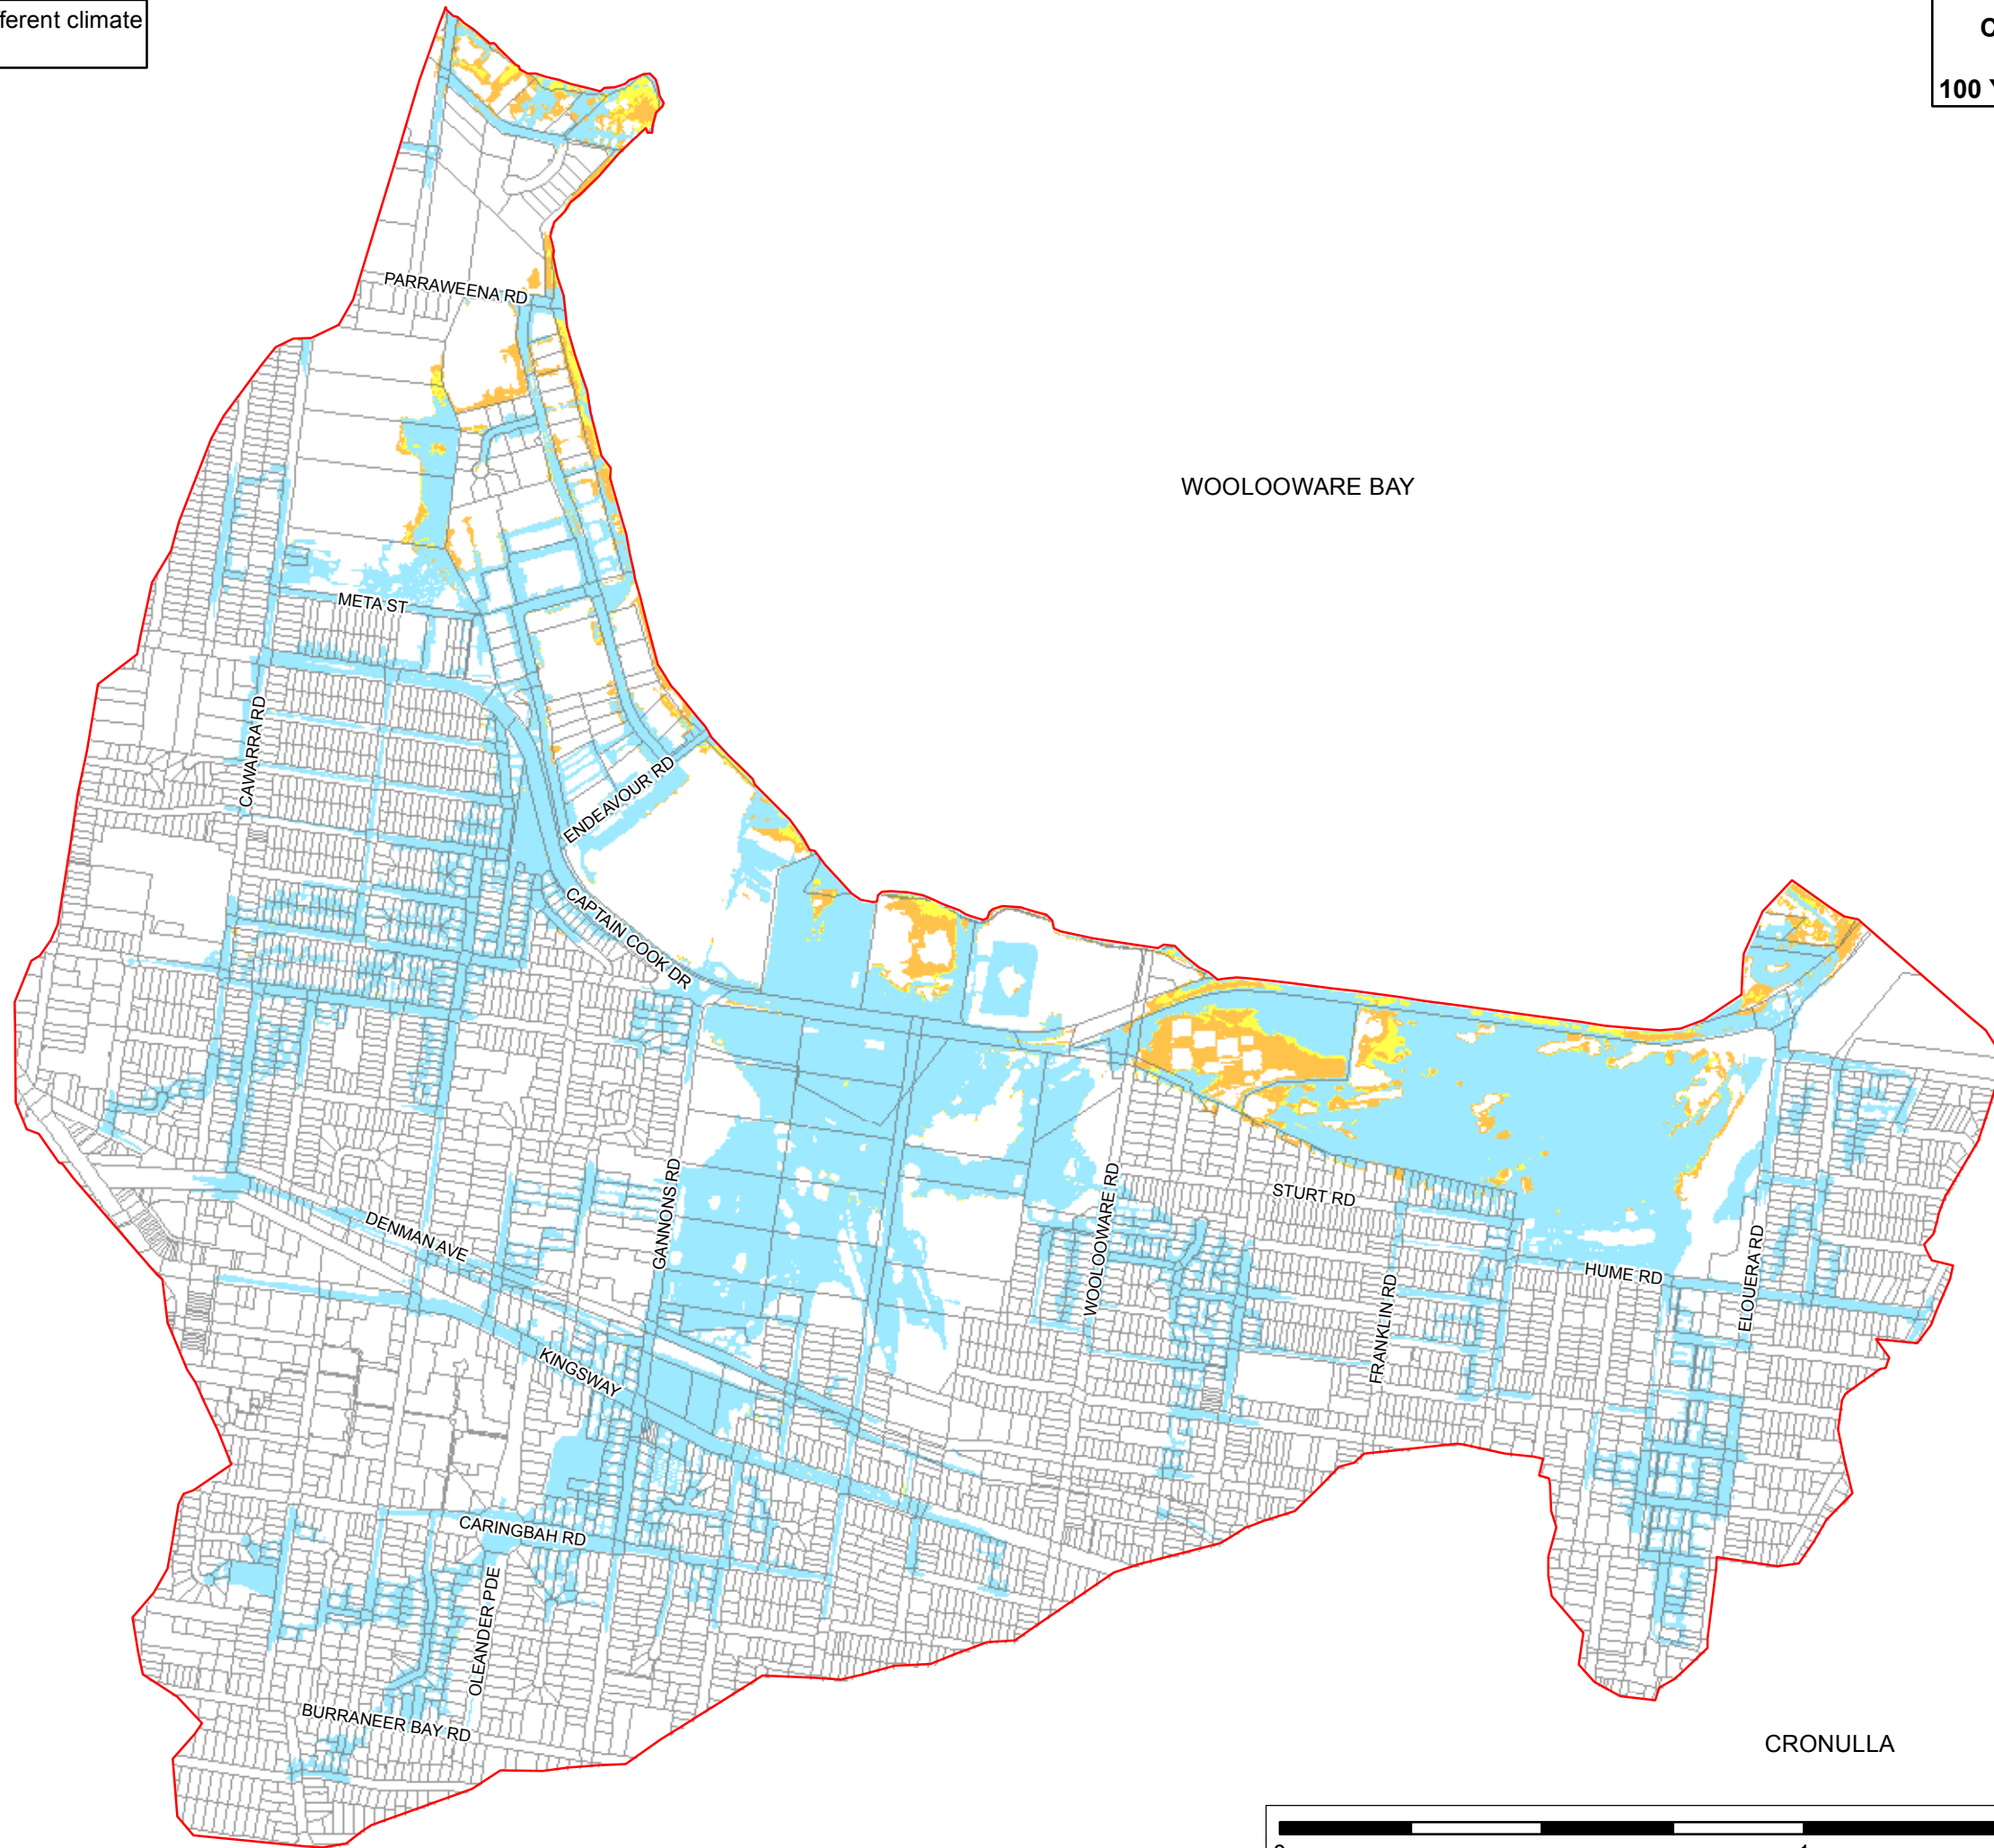 fferent climate
C
100 Y
PARRAWEENA RD
WOOLOOWARE BAY
META ST
CAWARRA RD
ENDEAVOUR RD
CAPTAIN COOK DR
GANNONS RD
WOOLOOWARE RD
STURT RD
DENMAN AVE
HUME RD
ELOUERA RD
FRANKLIN RD
KINGSWAY
CARINGBAH RD
OLEANDER PDE
BURRANEER BAY RD
CRONULLA